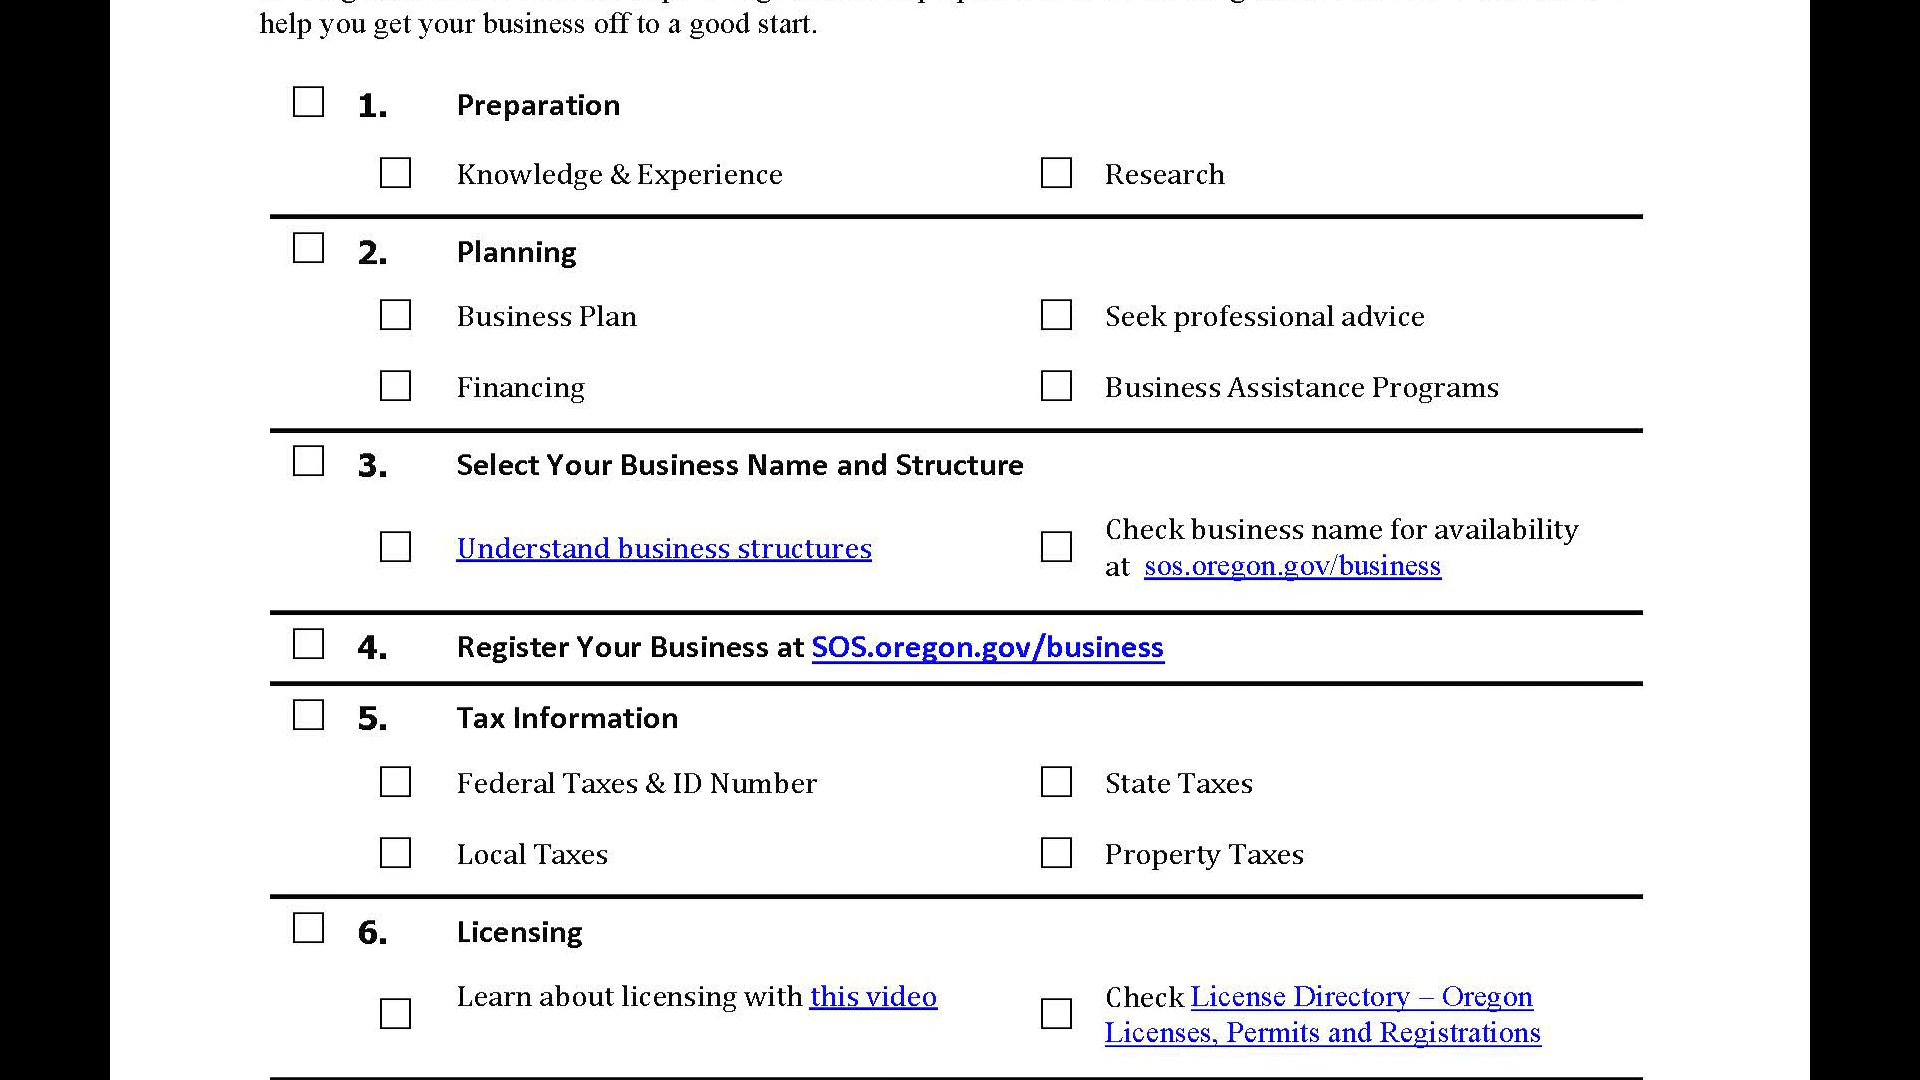 help you get your business off to a good start.
1. Preparation
Knowledge & Experience Research
2. Planning
Business Plan Seek professional advice
Financing Business Assistance Programs
3. Select Your Business Name and Structure
Understand business structures
Check business name for availability
at sos.oregon.gov/business
4. Register Your Business at SOS.oregon.gov/business
5. Tax Information
Federal Taxes & ID Number State Taxes
Local Taxes Property Taxes
6. Licensing
Learn about licensing with this video
Check License Directory – Oregon
Licenses, Permits and Registrations